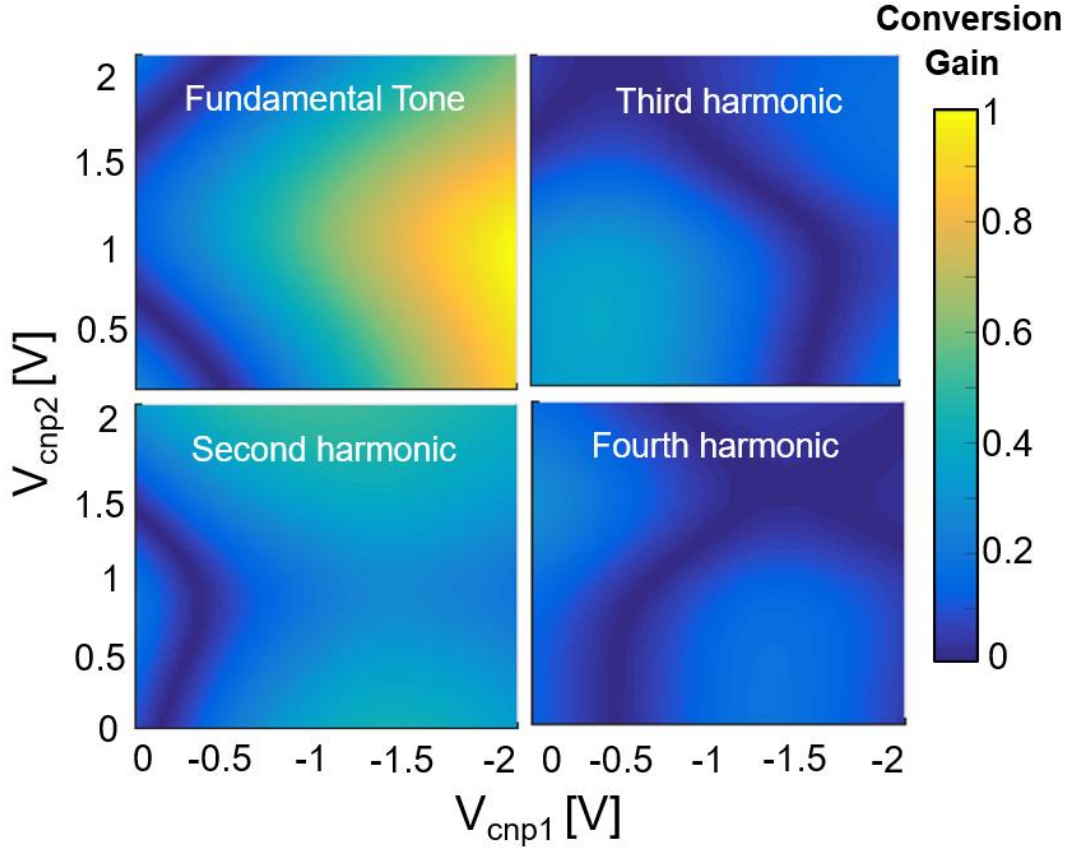 Conversion
Gain
Fundamental Tone
Third harmonic
Second harmonic
Fourth harmonic
2
1.5
1
0.5
2
1.5
1
0.5
0
V_cnp2 [V]
0 -0.5 -1 -1.5 -2
0 -0.5 -1 -1.5 -2
V_cnp1 [V]
1
0.8
0.6
0.4
0.2
0